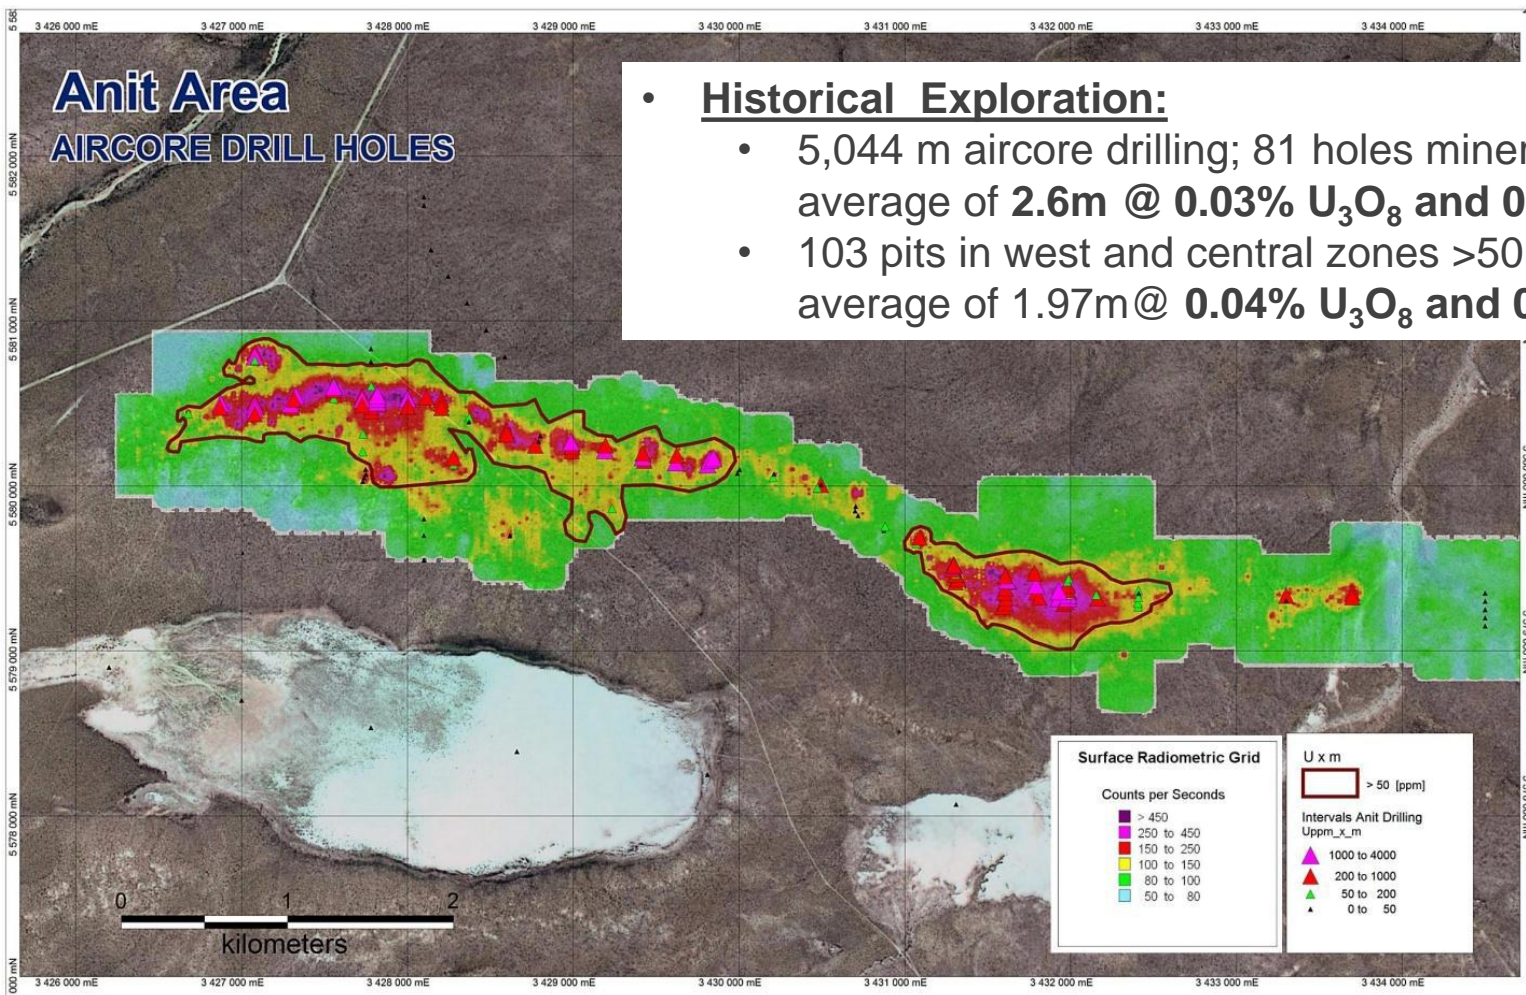 3 426 000 mE 3 427 000 mE 3 428 000 mE 3 429 000 mE 3 430 000 mE 3 431 000 mE 3 432 000 mE 3 433 000 mE 3 434 000 mE
Anit Area
AIRCORE DRILL HOLES
• Historical Exploration:
• 5,044 m aircore drilling; 81 holes miner
average of 2.6m @ 0.03% U3O8 and 0
• 103 pits in west and central zones >50
average of 1.97m@ 0.04% U3O8 and 0
5 582 000 mN
5 581 000 mN
5 580 000 mN
5 579 000 mN
5 578 000 mN
000 mN
Surface Radiometric Grid
Counts per Seconds
> 450
250 to 450
150 to 250
100 to 150
80 to 100
50 to 80
U x m
> 50 [ppm]
Intervals Anit Drilling
Uppm_x_m
1000 to 4000
200 to 1000
50 to 200
0 to 50
0 1 2
kilometers
3 426 000 mE 3 427 000 mE 3 428 000 mE 3 429 000 mE 3 430 000 mE 3 431 000 mE 3 432 000 mE 3 433 000 mE 3 434 000 mE